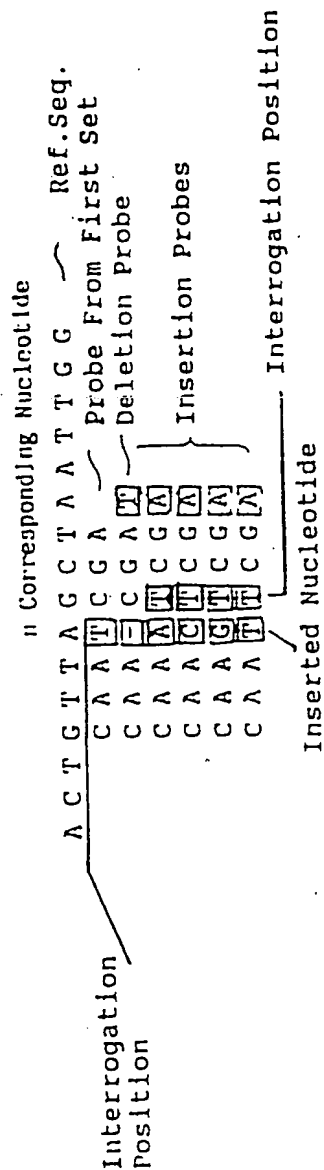 n Corresponding Nucleotide
A C T G T T A G C T A A T T G G Ref.Seq.
C A A T C G A Probe From First Set
C A A - C G A T Deletion Probe
C A A A T C G A
C A A C T C G A
C A A G T C G A
C A A T T C G A
Insertion Probes
Interrogation
Position
Inserted Nucleotide
Interrogation Position